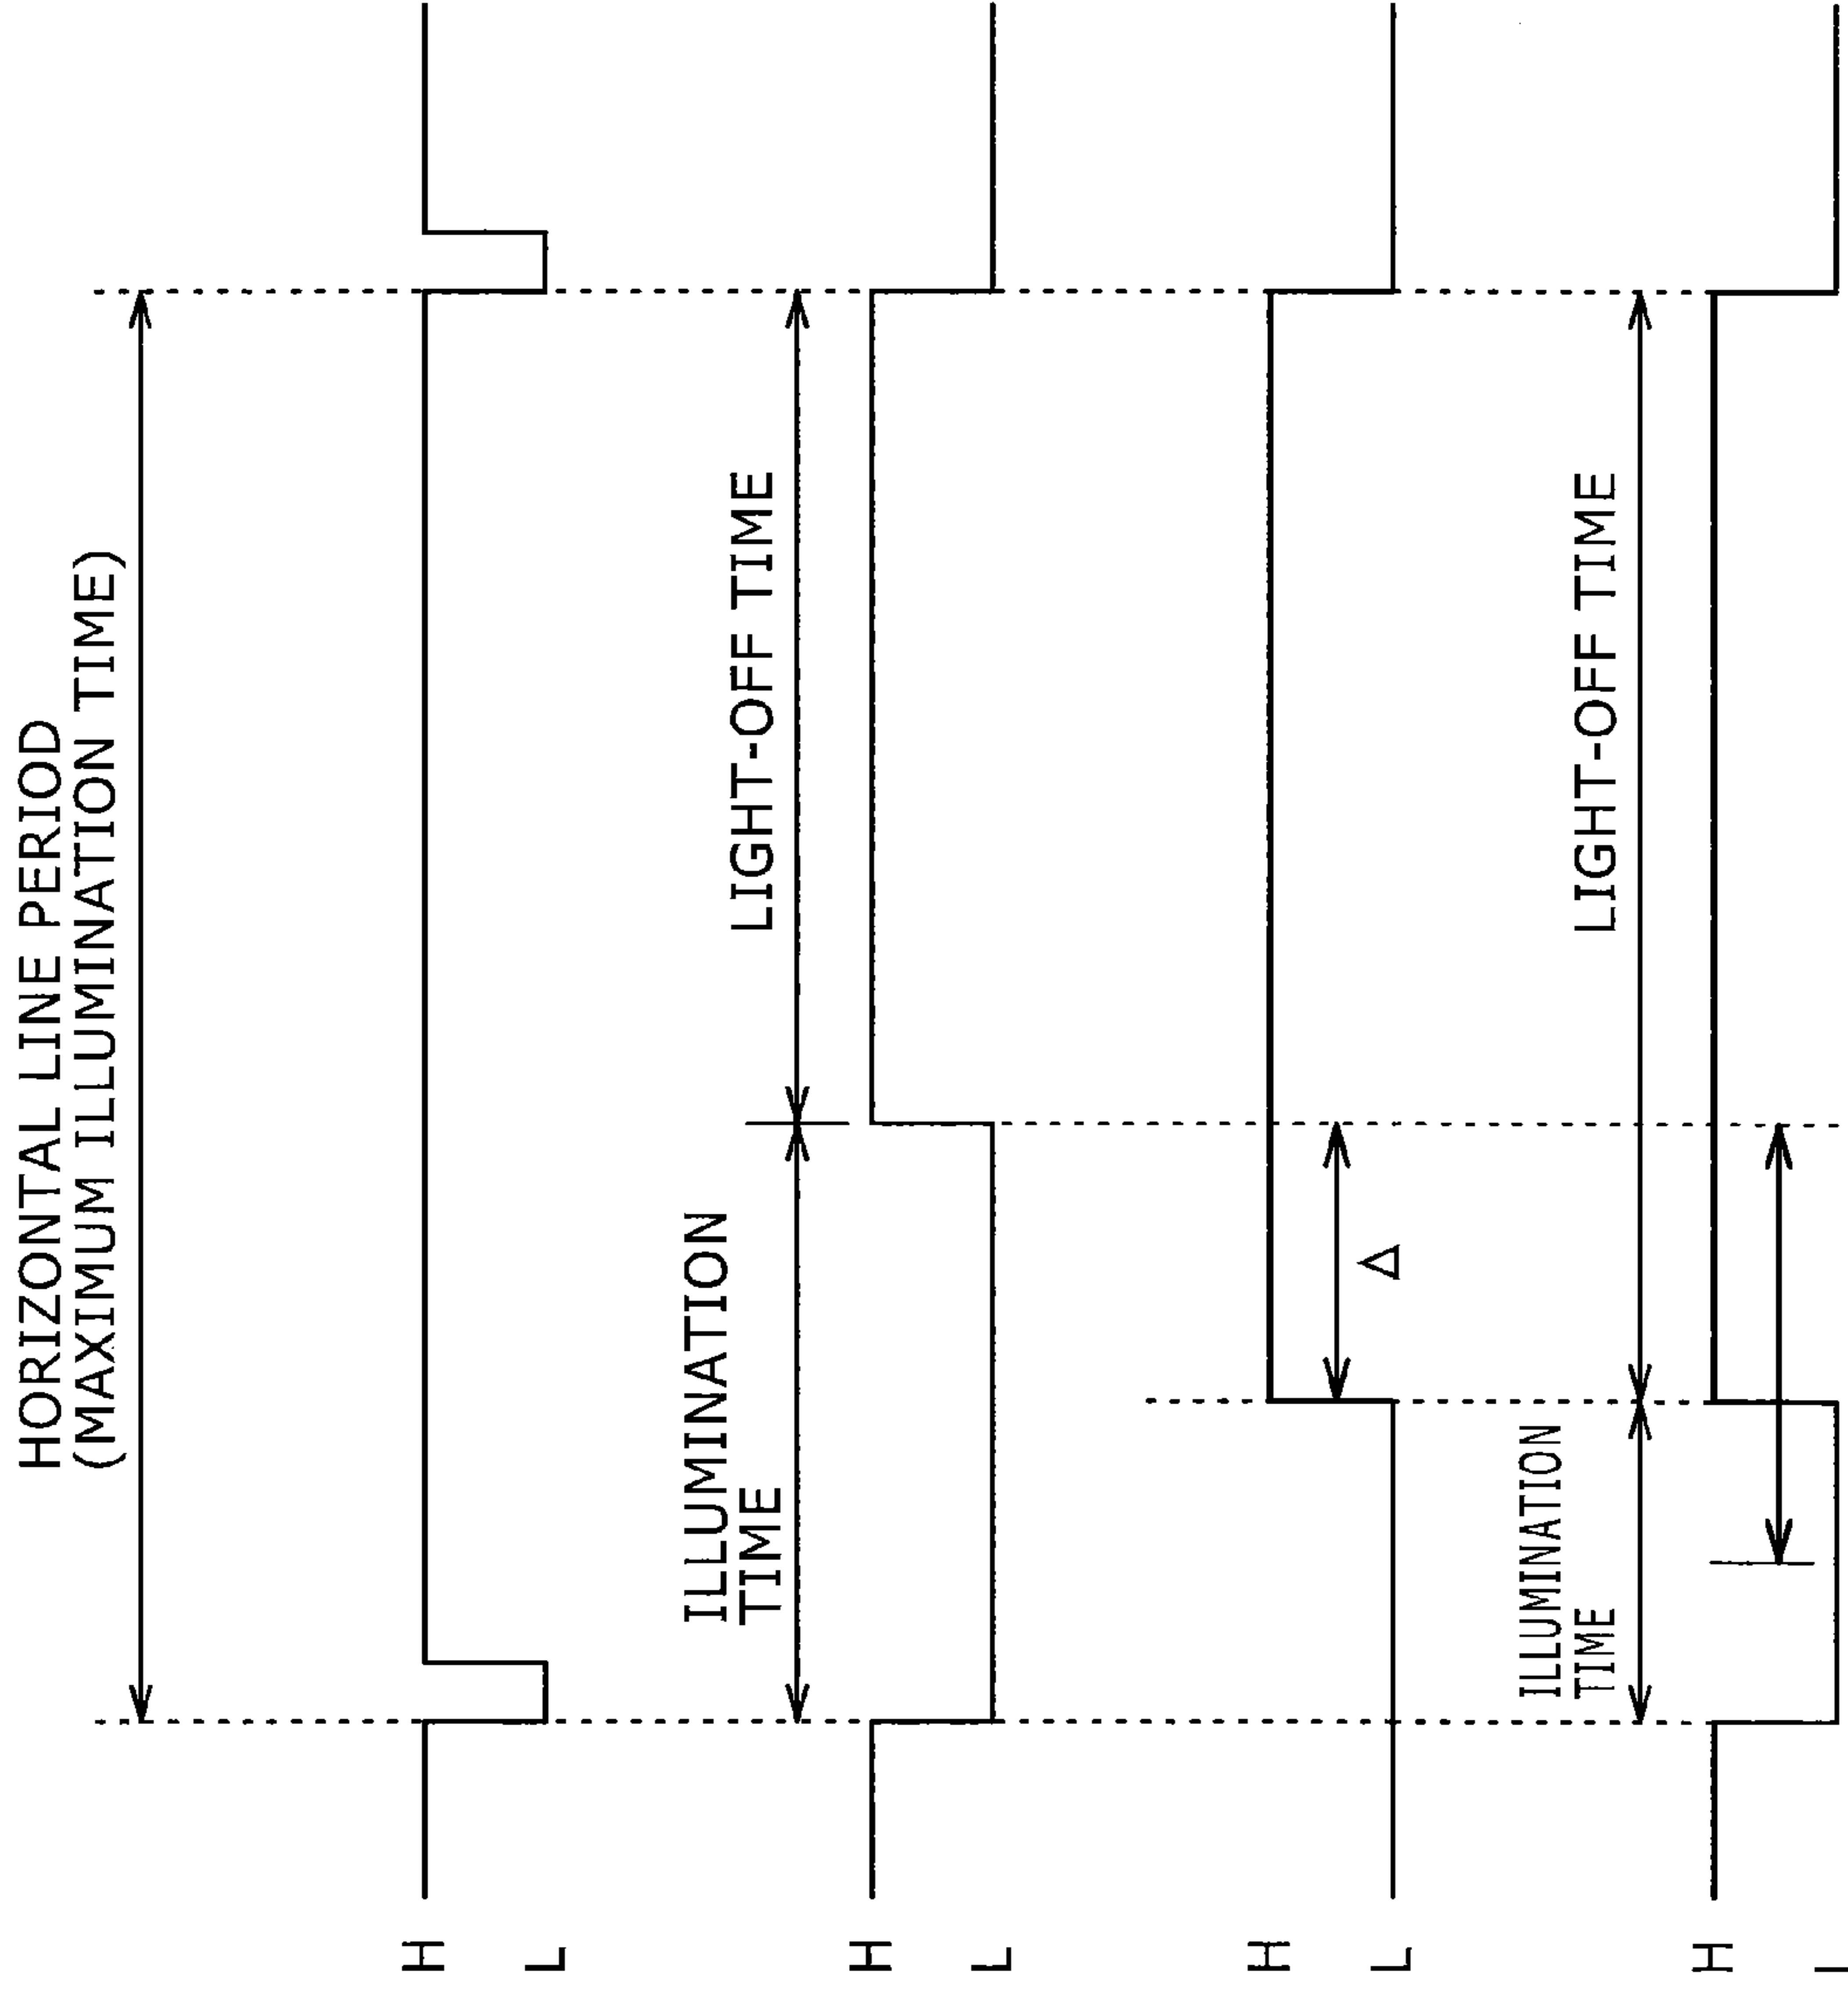 HORIZONTAL LINE PERIOD
(MAXIMUM ILLUMINATION TIME)
H
L
ILLUMINATION
TIME
LIGHT-OFF TIME
H
L
H
L
Δ
ILLUMINATION
TIME
LIGHT-OFF TIME
H
L